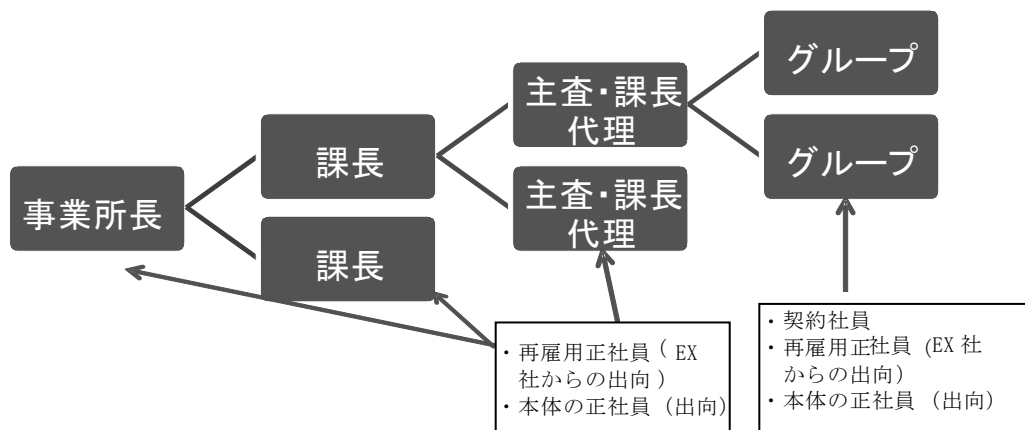 グループ
主査・課長
代理
グループ
課長
主査・課長
代理
事業所長
課長
・再雇用正社員（EX
社からの出向）
・本体の正社員（出向）
・契約社員
・再雇用正社員（EX社
からの出向）
・本体の正社員（出向）